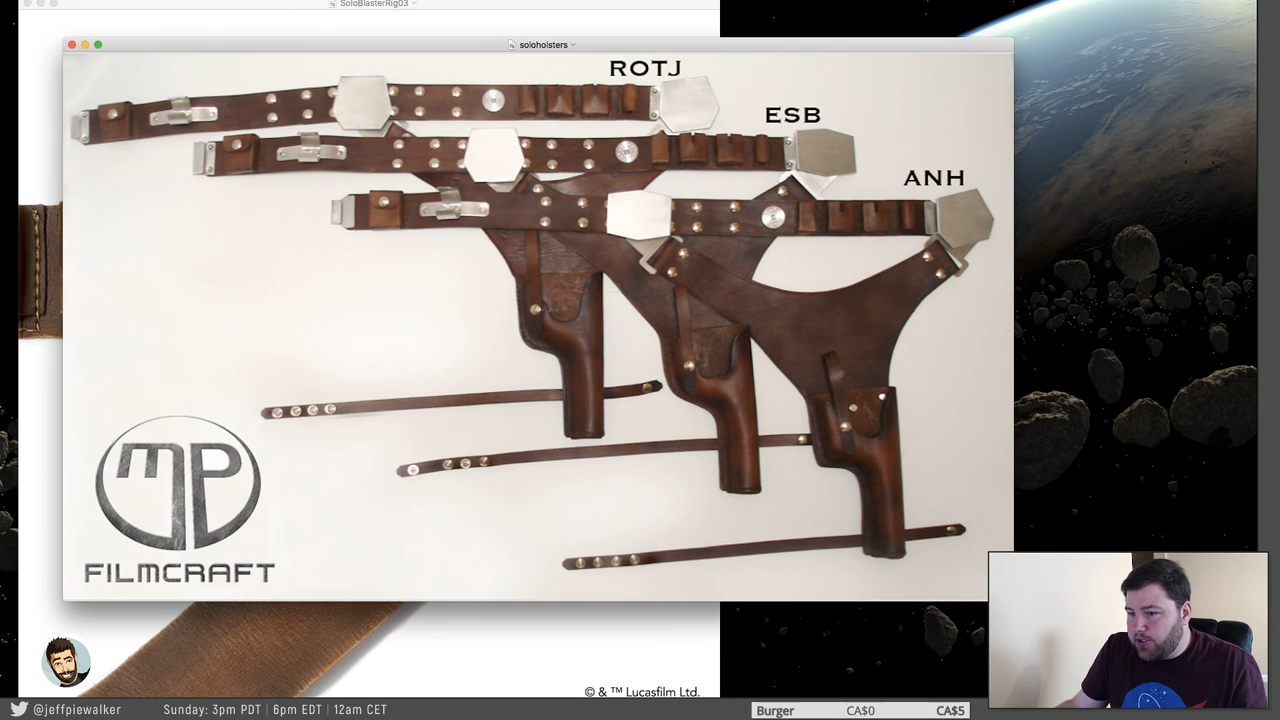 SoloBlasterRig03
soloholsters
ROTJ
ESB
ANH
mp
FILMCRAFT
© & ™ Lucasfilm Ltd.
@jeffpiewalker
Sunday: 3pm PDT | 6pm EDT | 12am CET
Burger CA$0 CA$5